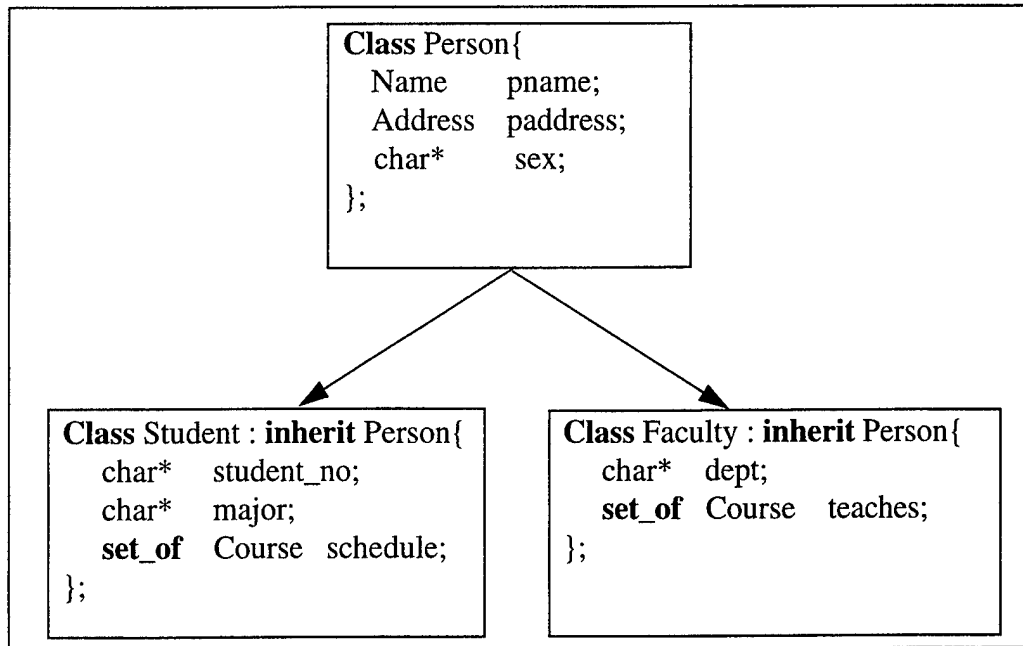 Class Person{
Name pname;
Address paddress;
char* sex;
};
Class Student : inherit Person{
char* student_no;
char* major;
set_of Course schedule;
};
Class Faculty : inherit Person{
char* dept;
set_of Course teaches;
};